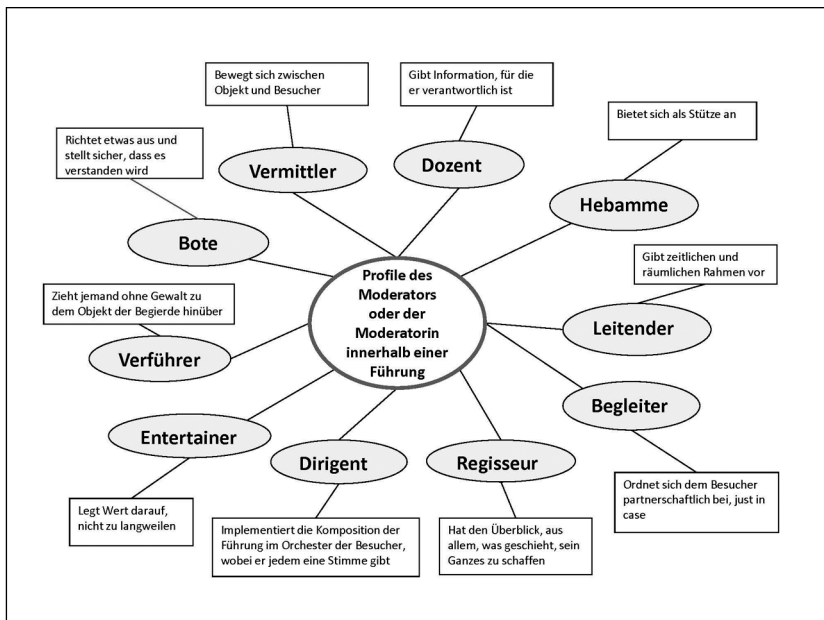 Bewegt sich zwischen
Objekt und Besucher
Vermittler
Gibt Information, für die
er verantwortlich ist
Dozent
Bietet sich als Stütze an
Hebamme
Richtet etwas aus und
stellt sicher, dass es
verstanden wird
Bote
Profile des
Moderators
oder der
Moderatorin
innerhalb einer
Führung
Gibt zeitlichen und
räumlichen Rahmen vor
Leitender
Zieht jemand ohne Gewalt zu
dem Objekt der Begierde hinüber
Verführer
Begleiter
Ordnet sich dem Besucher
partnerschaftlich bei, just in
case
Entertainer
Legt Wert darauf,
nicht zu langweilen
Dirigent
Implementiert die Komposition der
Führung im Orchester der Besucher,
wobei er jedem eine Stimme gibt
Regisseur
Hat den Überblick, aus
allem, was geschieht, sein
Ganzes zu schaffen